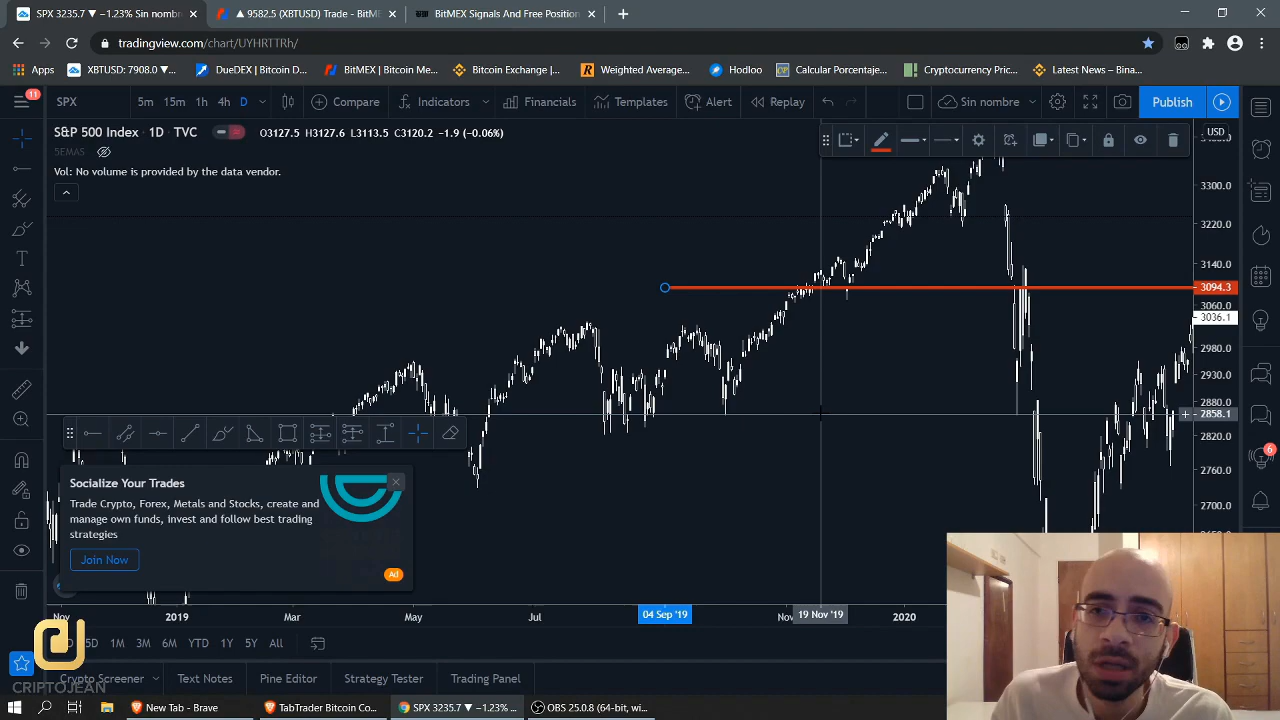 SPX 3235.7 ▼ −1.23% Sin nombre
▲ 9582.5 (XBTUSD) Trade - BitME
BitMEX Signals And Free Position
tradingview.com/chart/UYHRTTRh/
Apps
XBTUSD: 7908.0 ▼...
DueDEX | Bitcoin D...
BitMEX | Bitcoin Me...
Bitcoin Exchange |...
Weighted Average...
Hodloo
Calcular Porcentaje...
Cryptocurrency Pric...
Latest News – Bina...
11
SPX
5m 15m 1h 4h D
Compare
Indicators
Financials
Templates
Alert
Replay
Sin nombre
Publish
S&P 500 Index · 1D · TVC
O3127.5 H3127.6 L3113.5 C3120.2 −1.9 (−0.06%)
5EMAS
Vol: No volume is provided by the data vendor.
USD
3300.0
3220.0
3140.0
3094.3
3060.0
3036.1
2980.0
2930.0
2880.0
2858.1
2820.0
2760.0
2700.0
6
Socialize Your Trades
Trade Crypto, Forex, Metals and Stocks, create and
manage own funds, invest and follow best trading
strategies
Join Now
Ad
Nov 2019 Mar May Jul 04 Sep '19 Nov 19 Nov '19 2020
5D 1M 3M 6M YTD 1Y 5Y All
CRIPTOJEAN
Crypto Screener
Text Notes
Pine Editor
Strategy Tester
Trading Panel
New Tab - Brave
TabTrader Bitcoin Co...
SPX 3235.7 ▼ −1.23% ...
OBS 25.0.8 (64-bit, wi...